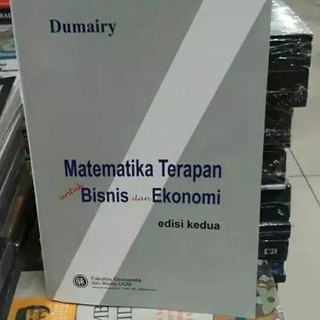 Dumairy
Matematika Terapan
untuk Bisnis dan Ekonomi
edisi kedua
Fakultas Ekonomika
dan Bisnis UGM